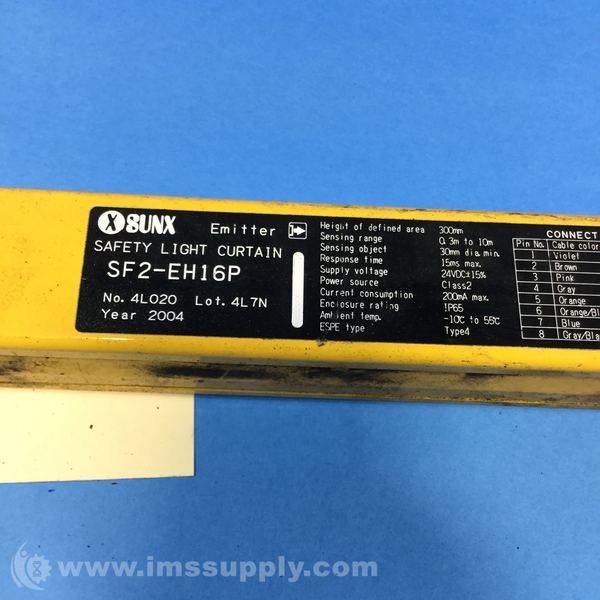 SUNX Emitter
SAFETY LIGHT CURTAIN
SF2-EH16P
No. 4L020 Lot. 4L7N
Year 2004
Height of defined area 300mm
Sensing range 0.3m to 10m
Sensing object 30mm dia. min.
Response time 15ms max.
Supply voltage 24VDC±15%
Power source Class2
Current consumption 200mA max.
Enclosure rating IP65
Ambient temp. -10℃ to 55℃
ESPE type Type4
CONNECT
Pin No. Cable color
1 Violet
2 Brown
3 Pink
4 Gray
5 Orange
6 Orange/Bl
7 Blue
8 Gray/Bla
www.imssupply.com